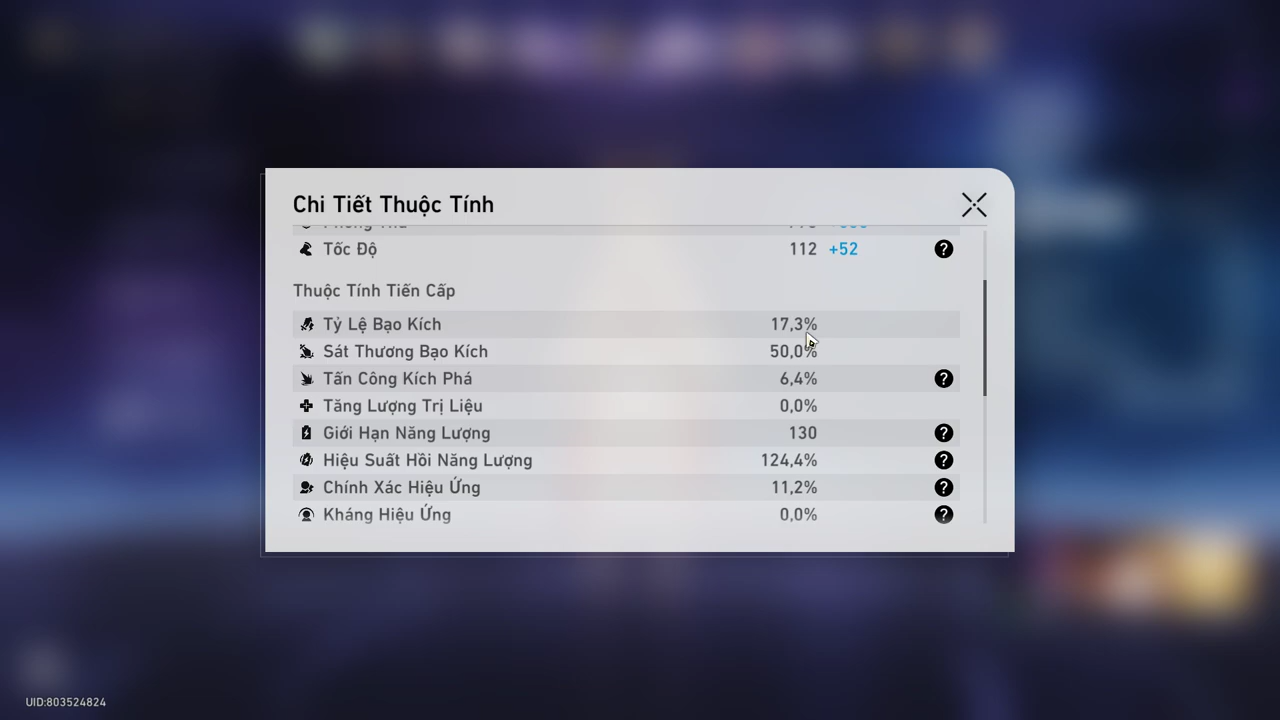 Chi Tiết Thuộc Tính
Tốc Độ 112 +52 ?
Thuộc Tính Tiến Cấp
Tỷ Lệ Bạo Kích 17,3%
Sát Thương Bạo Kích 50,0%
Tấn Công Kích Phá 6,4% ?
Tăng Lượng Trị Liệu 0,0%
Giới Hạn Năng Lượng 130 ?
Hiệu Suất Hồi Năng Lượng 124,4% ?
Chính Xác Hiệu Ứng 11,2% ?
Kháng Hiệu Ứng 0,0% ?
UID:803524824